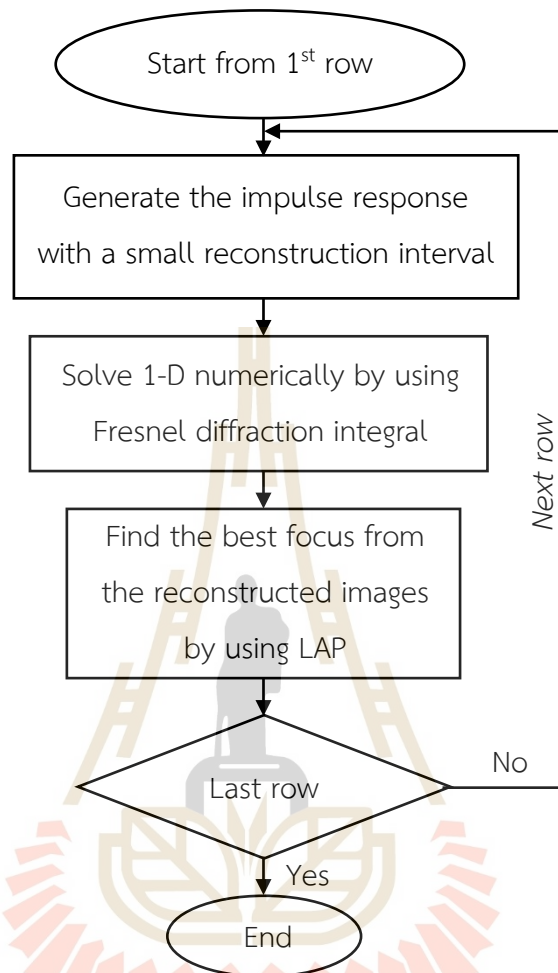 Start from 1st row
Generate the impulse response
with a small reconstruction interval
Solve 1-D numerically by using
Fresnel diffraction integral
Next row
Find the best focus from
the reconstructed images
by using LAP
Last row
No
Yes
End